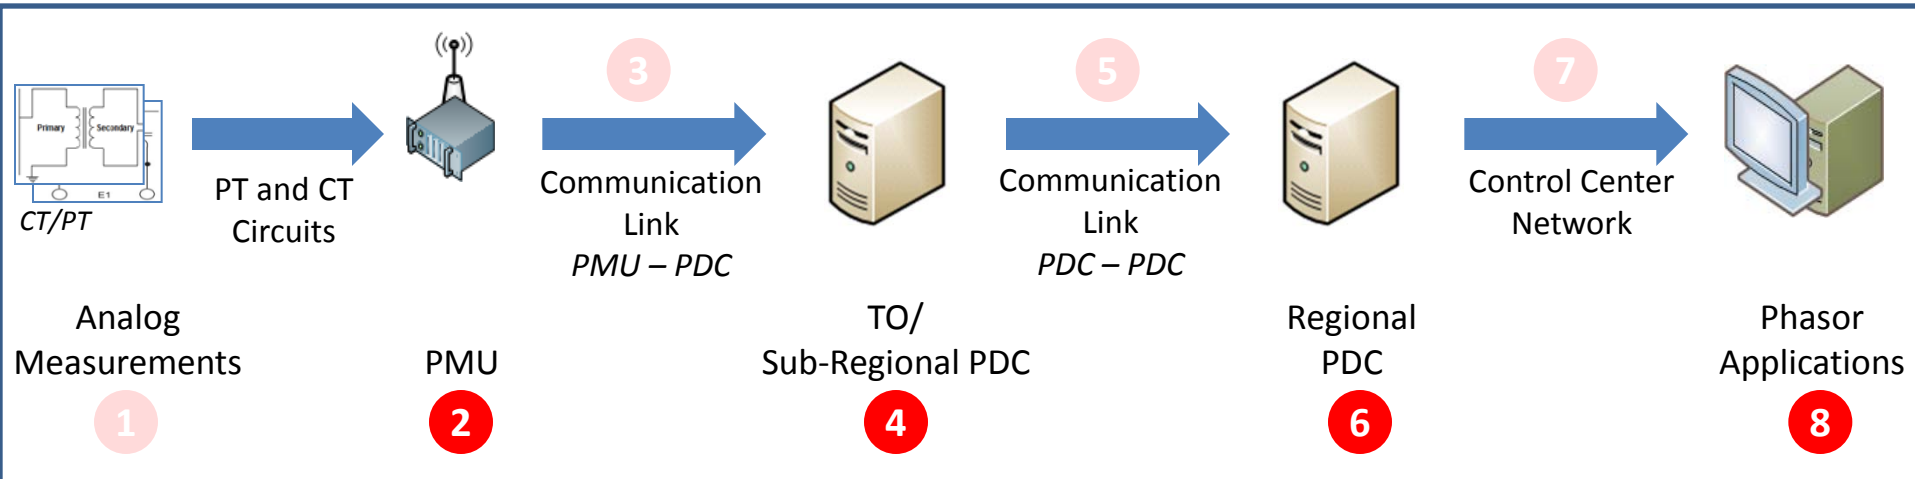 3
5
7
Primary
Secondary
E1
CT/PT
PT and CT
Circuits
Communication
Link
PMU – PDC
Communication
Link
PDC – PDC
Control Center
Network
Analog
Measurements
PMU
TO/
Sub-Regional PDC
Regional
PDC
Phasor
Applications
1
2
4
6
8